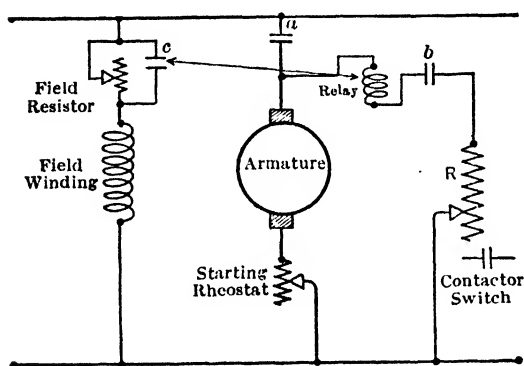 a
c
b
Field
Resistor
Relay
Field
Winding
Armature
R
Starting
Rheostat
Contactor
Switch